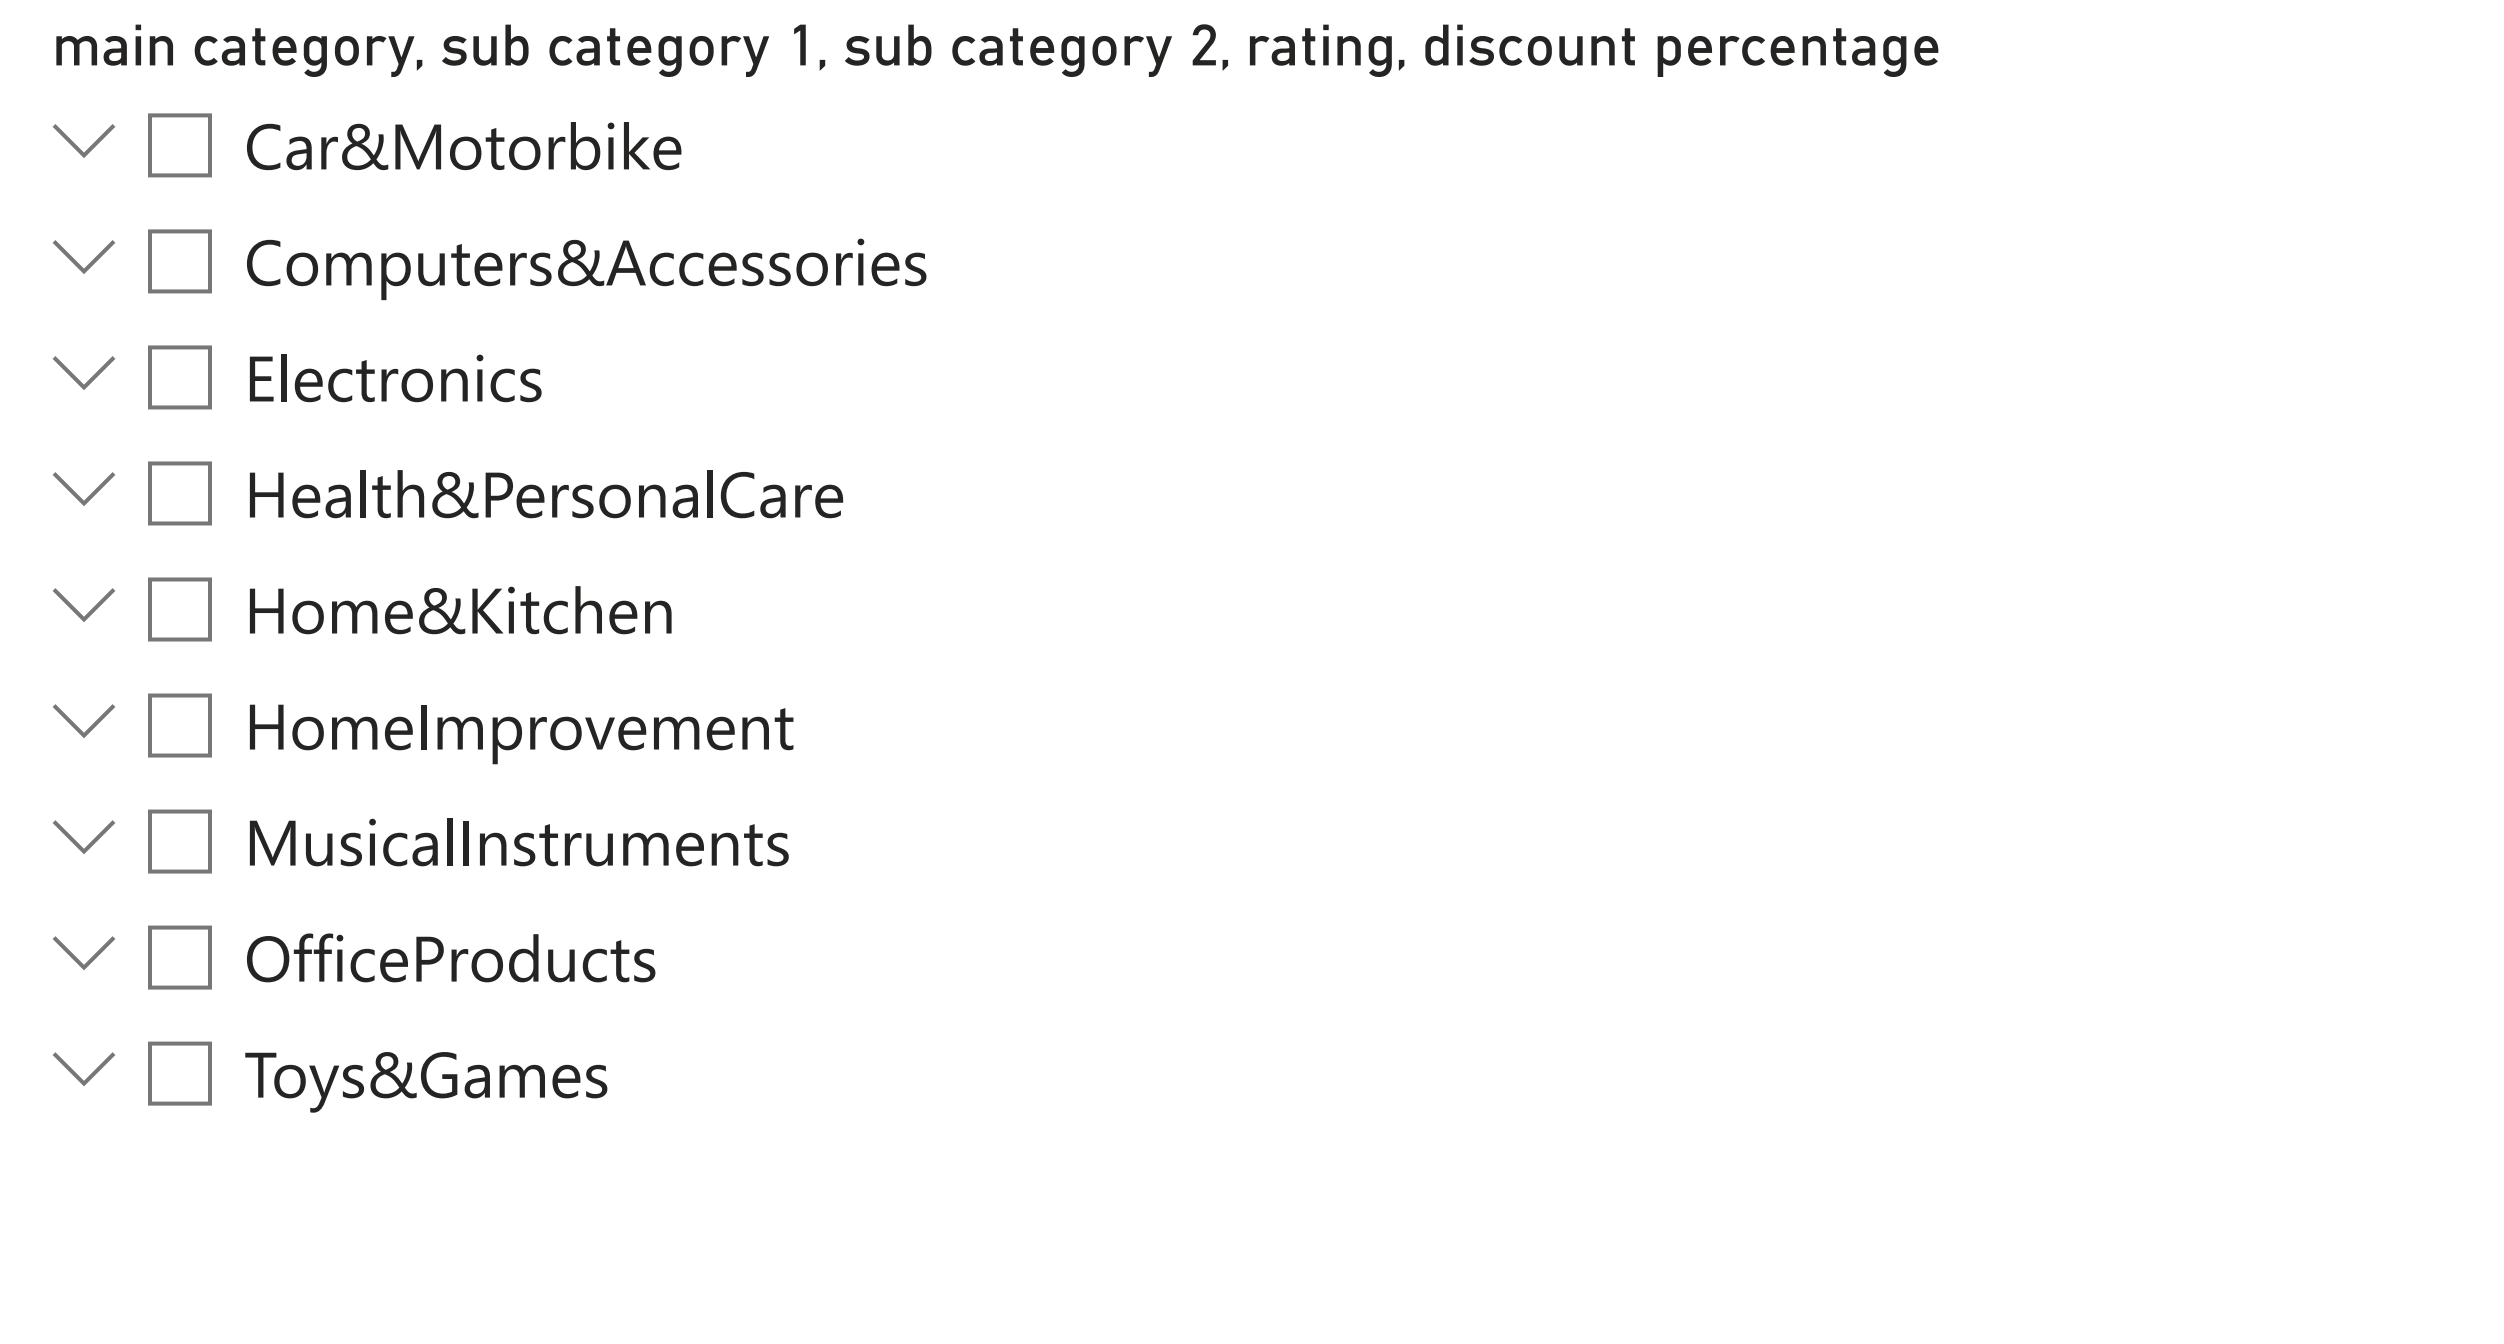 main category, sub category 1, sub category 2, rating, discount percentage
Car&Motorbike
Computers&Accessories
Electronics
Health&PersonalCare
Home&Kitchen
HomeImprovement
MusicalInstruments
OfficeProducts
Toys&Games